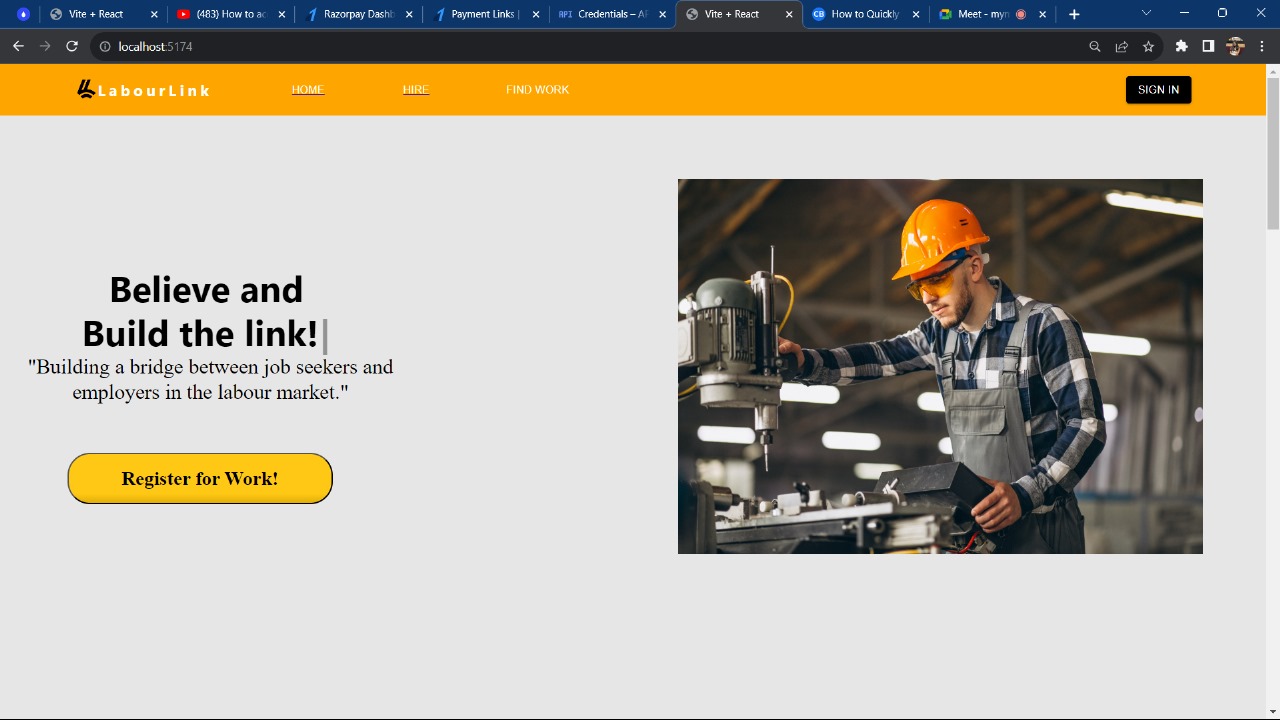 Vite + React
(483) How to ac
Razorpay Dashb
Payment Links |
API Credentials – AP
Vite + React
CB How to Quickly
Meet - myn
localhost:5174
LabourLink
HOME
HIRE
FIND WORK
SIGN IN
Believe and
Build the link!|
"Building a bridge between job seekers and
employers in the labour market."
Register for Work!